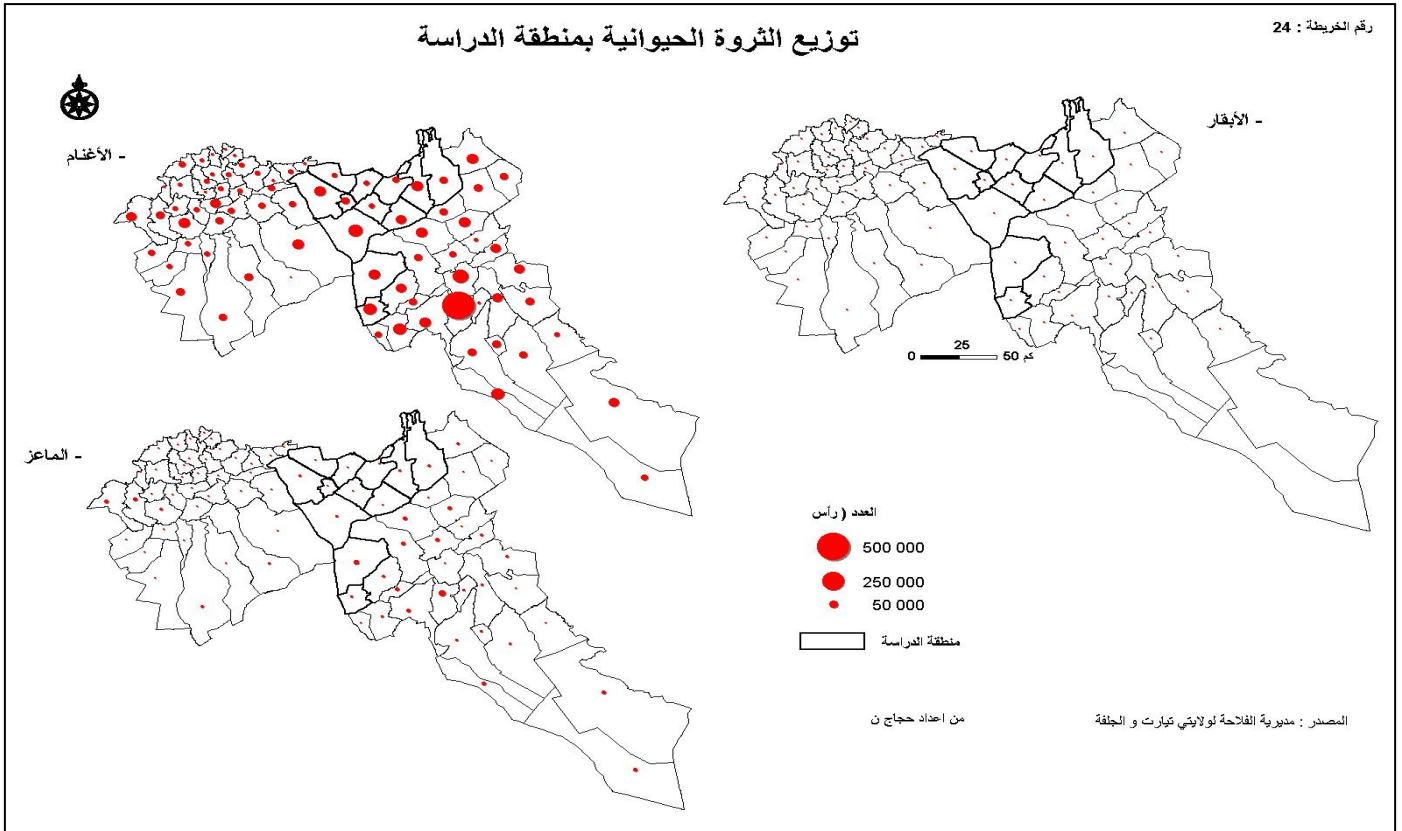 رقم الخريطة : 24
توزيع الثروة الحيوانية بمنطقة الدراسة
- الأبقار
- الأغنام
25
0 50 كم
- الماعز
العدد ( رأس
500 000
250 000
50 000
منطقة الدراسة
المصدر : مديرية الفلاحة لولايتي تيارت و الجلفة
من اعداد حجاج ن